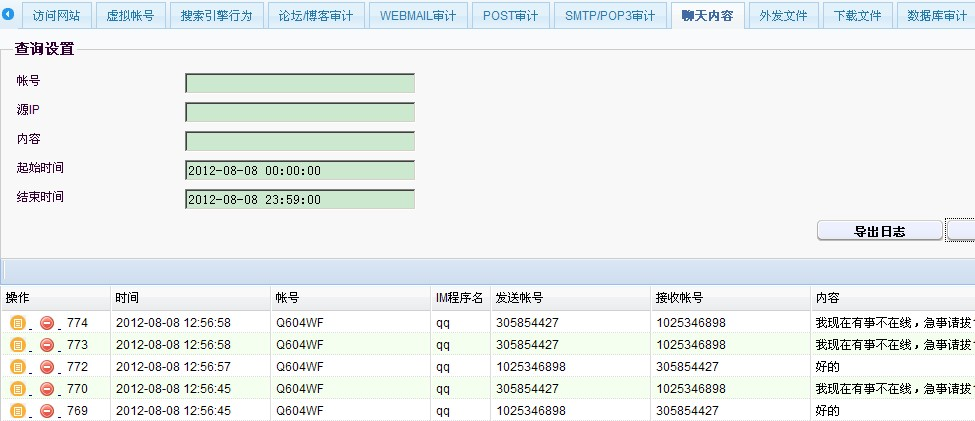 访问网站 虚拟帐号 搜索引擎行为 论坛/博客审计 WEBMAIL审计 POST审计 SMTP/POP3审计 聊天内容 外发文件 下载文件 数据库审计
查询设置
帐号
源IP
内容
起始时间 2012-08-08 00:00:00
结束时间 2012-08-08 23:59:00
导出日志
操作 时间 帐号 IM程序名 发送帐号 接收帐号 内容
774 2012-08-08 12:56:58 Q604WF qq 305854427 1025346898 我现在有事不在线，急事请拔
773 2012-08-08 12:56:58 Q604WF qq 305854427 1025346898 我现在有事不在线，急事请拔
772 2012-08-08 12:56:57 Q604WF qq 1025346898 305854427 好的
770 2012-08-08 12:56:45 Q604WF qq 305854427 1025346898 我现在有事不在线，急事请拔
769 2012-08-08 12:56:45 Q604WF qq 1025346898 305854427 好的